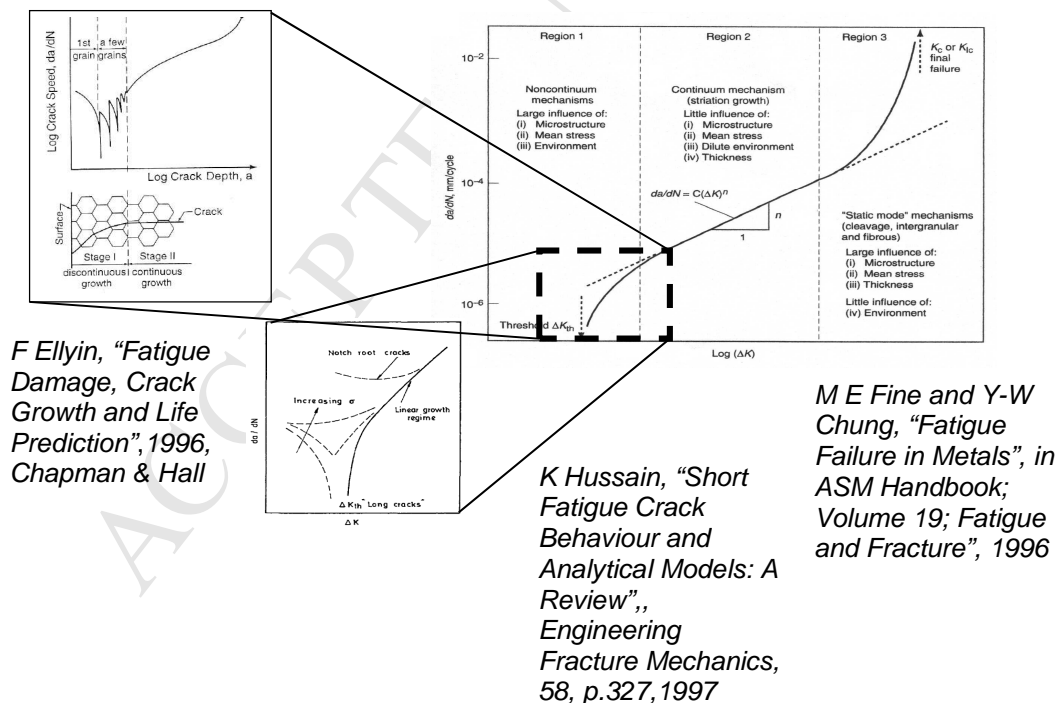 1st
grain
a few
grains
Log Crack Speed, da/dN
Log Crack Depth, a
Surface
Crack
Stage I
Stage II
discontinuous
growth
continuous
growth
Region 1
Region 2
Region 3
10⁻²
10⁻⁴
10⁻⁶
da/dN, mm/cycle
Noncontinuum
mechanisms
Large influence of:
(i) Microstructure
(ii) Mean stress
(iii) Environment
Continuum mechanism
(striation growth)
Little influence of:
(i) Microstructure
(ii) Mean stress
(iii) Dilute environment
(iv) Thickness
Kc or KIc
final
failure
da/dN = C(ΔK)ⁿ
n
1
"Static mode" mechanisms
(cleavage, intergranular
and fibrous)
Large influence of:
(i) Microstructure
(ii) Mean stress
(iii) Thickness
Little influence of:
(iv) Environment
Threshold ΔKth
Log (ΔK)
Notch root cracks
Increasing σ
Linear growth
regime
da / dN
ΔKth "Long cracks"
ΔK
F Ellyin, “Fatigue
Damage, Crack
Growth and Life
Prediction”,1996,
Chapman & Hall
K Hussain, “Short
Fatigue Crack
Behaviour and
Analytical Models: A
Review”,,
Engineering
Fracture Mechanics,
58, p.327,1997
M E Fine and Y-W
Chung, “Fatigue
Failure in Metals”, in
ASM Handbook;
Volume 19; Fatigue
and Fracture”, 1996